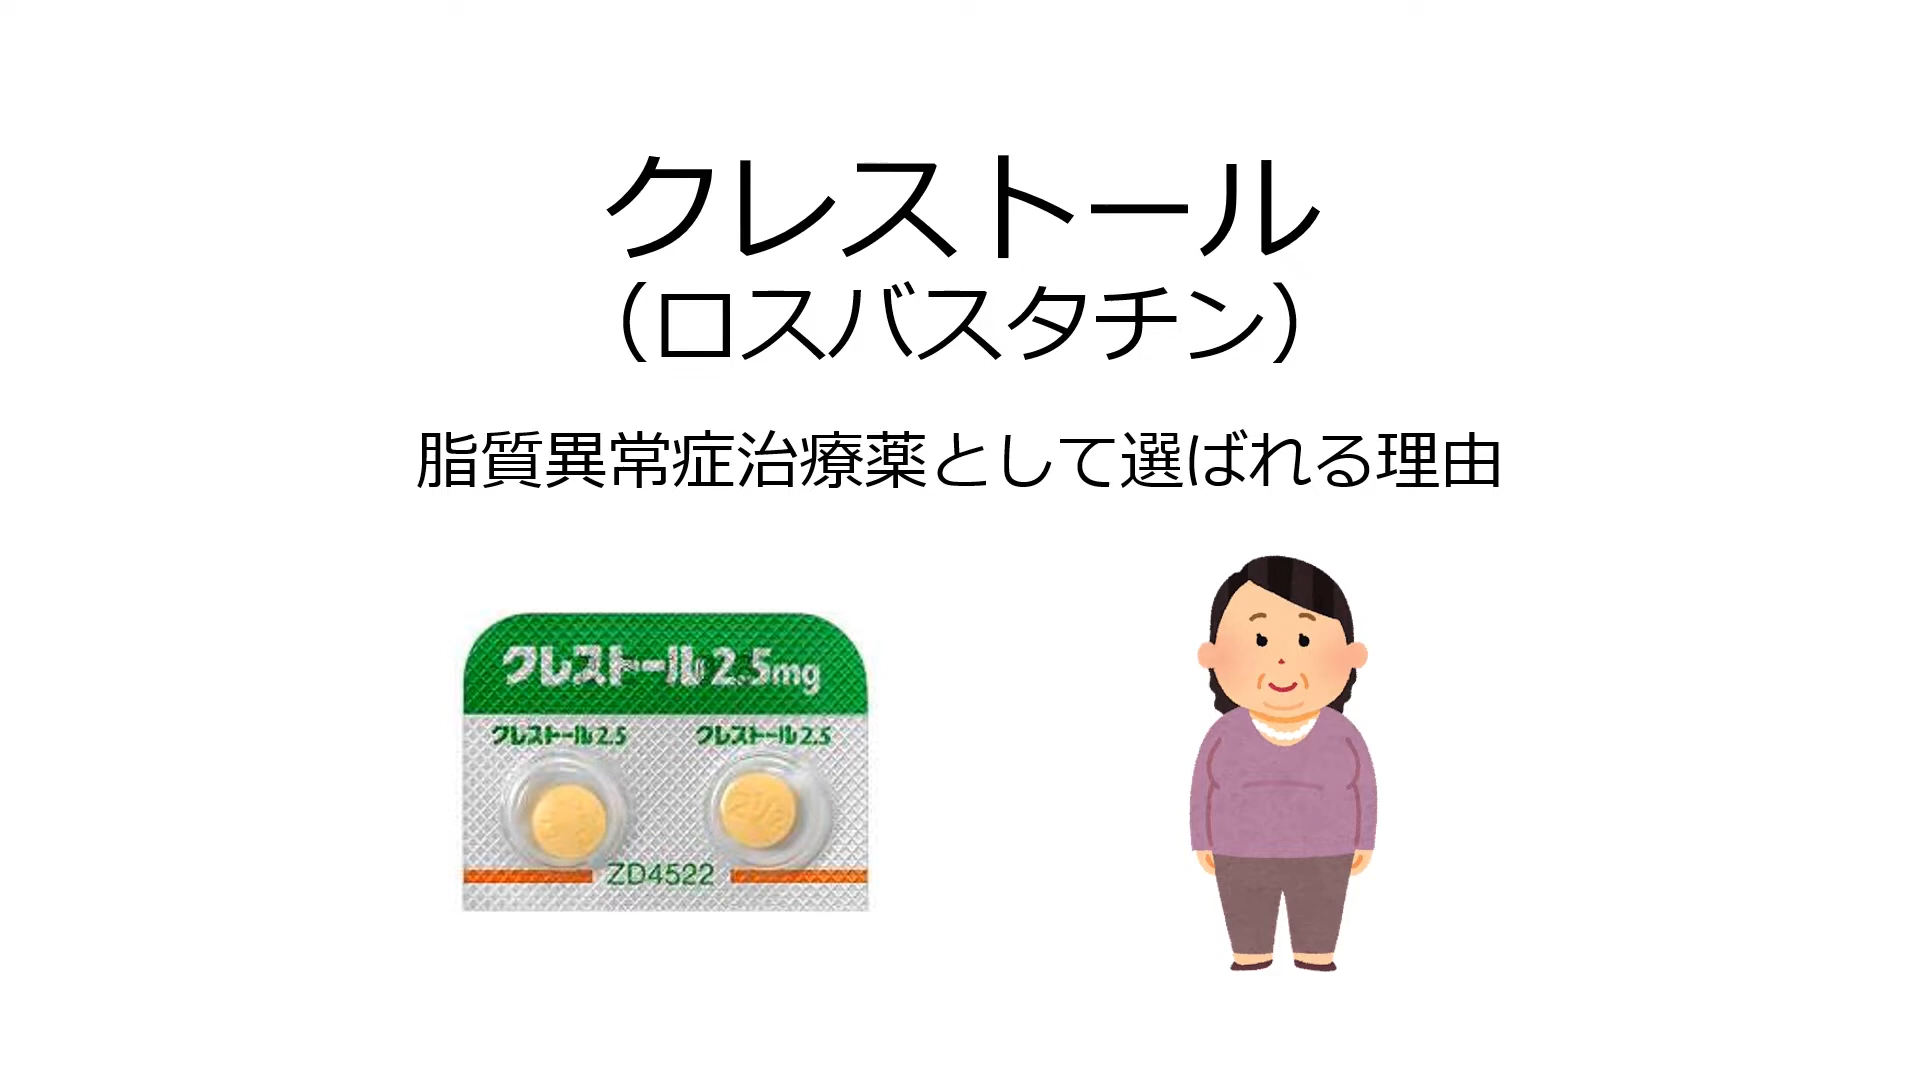 クレストール
（ロスバスタチン）
脂質異常症治療薬として選ばれる理由
クレストール2.5mg
クレストール2.5 クレストール2.5
ZD4522